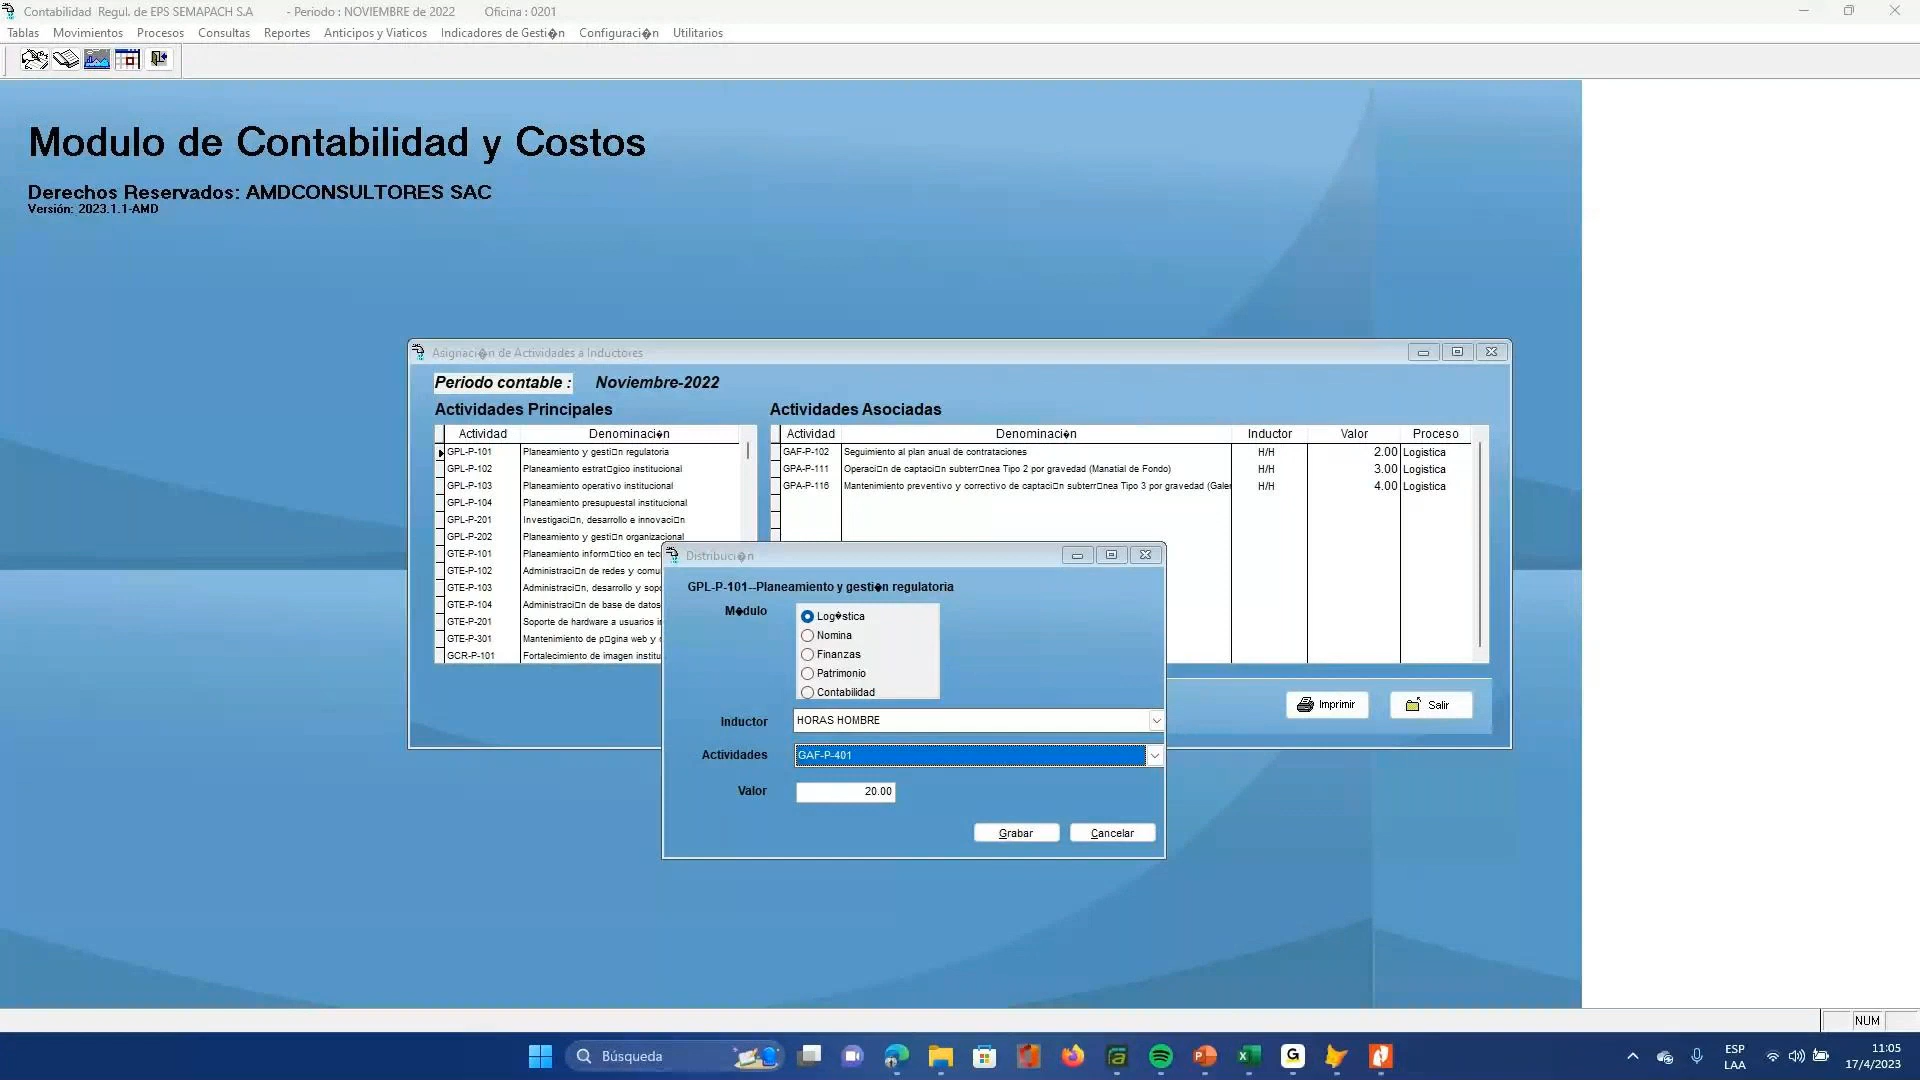 Contabilidad Regul. de EPS SEMAPACH S.A - Periodo : NOVIEMBRE de 2022 Oficina : 0201
Tablas Movimientos Procesos Consultas Reportes Anticipos y Viaticos Indicadores de Gesti�n Configuraci�n Utilitarios
Modulo de Contabilidad y Costos
Derechos Reservados: AMDCONSULTORES SAC
Versión: 2023.1.1-AMD
Asignaci�n de Actividades a Inductores
Periodo contable : Noviembre-2022
Actividades Principales
Actividad Denominaci�n
GPL-P-101 Planeamiento y gesti□n regulatoria
GPL-P-102 Planeamiento estrat□gico institucional
GPL-P-103 Planeamiento operativo institucional
GPL-P-104 Planeamiento presupuestal institucional
GPL-P-201 Investigaci□n, desarrollo e innovaci□n
GPL-P-202 Planeamiento y gesti□n organizacional
GTE-P-101 Planeamiento inform□tico en tec
GTE-P-102 Administraci□n de redes y comu
GTE-P-103 Administraci□n, desarrollo y sopo
GTE-P-104 Administraci□n de base de datos
GTE-P-201 Soporte de hardware a usuarios i
GTE-P-301 Mantenimiento de p□gina web y
GCR-P-101 Fortalecimiento de imagen institu
Actividades Asociadas
Actividad Denominaci�n Inductor Valor Proceso
GAF-P-102 Seguimiento al plan anual de contrataciones H/H 2.00 Logistica
GPA-P-111 Operaci□n de captaci□n subterr□nea Tipo 2 por gravedad (Manatial de Fondo) H/H 3.00 Logistica
GPA-P-116 Mantenimiento preventivo y correctivo de captaci□n subterr□nea Tipo 3 por gravedad (Galer H/H 4.00 Logistica
Imprimir Salir
Distribuci�n
GPL-P-101--Planeamiento y gesti�n regulatoria
M�dulo
Log�stica
Nomina
Finanzas
Patrimonio
Contabilidad
Inductor HORAS HOMBRE
Actividades GAF-P-401
Valor 20.00
Grabar Cancelar
NUM
Búsqueda
ESP
LAA
11:05
17/4/2023